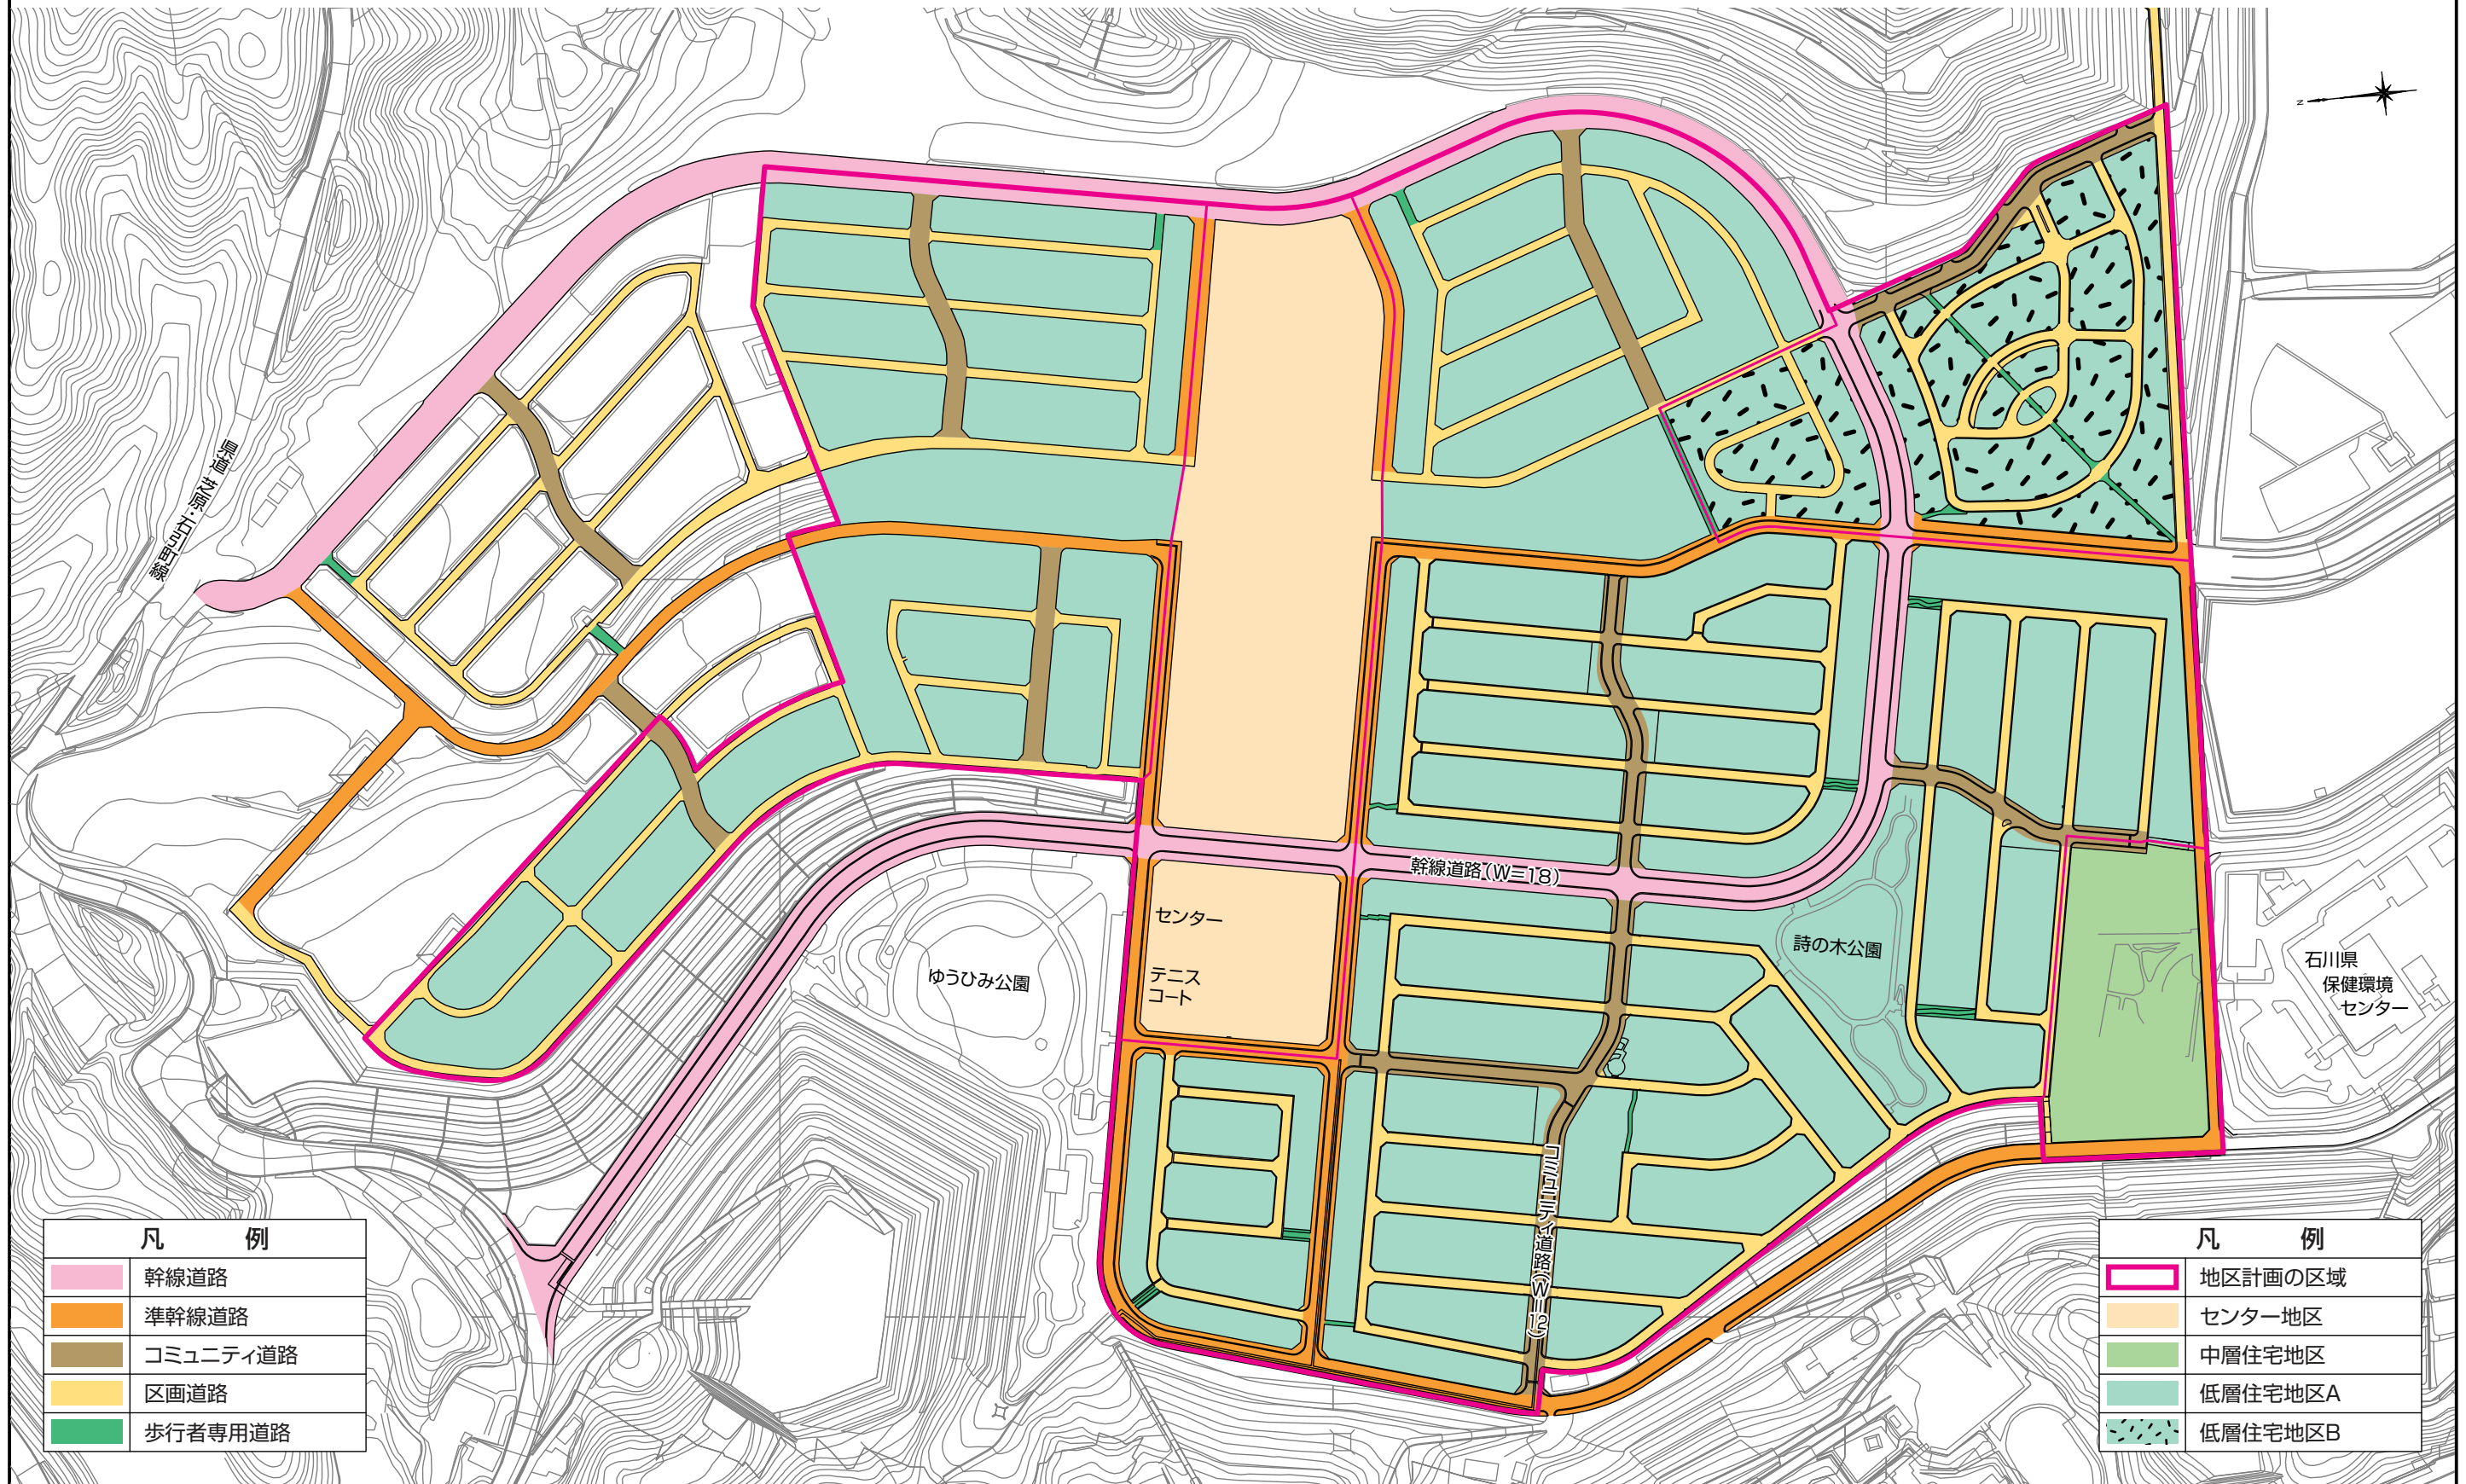 N
県道 芝原・石引町線
幹線道路(W=18)
センター
テニス
コート
ゆうひみ公園
詩の木公園
石川県
保健環境
センター
コミュニティ道路(W=12)
凡 例
幹線道路
準幹線道路
コミュニティ道路
区画道路
歩行者専用道路
凡 例
地区計画の区域
センター地区
中層住宅地区
低層住宅地区A
低層住宅地区B